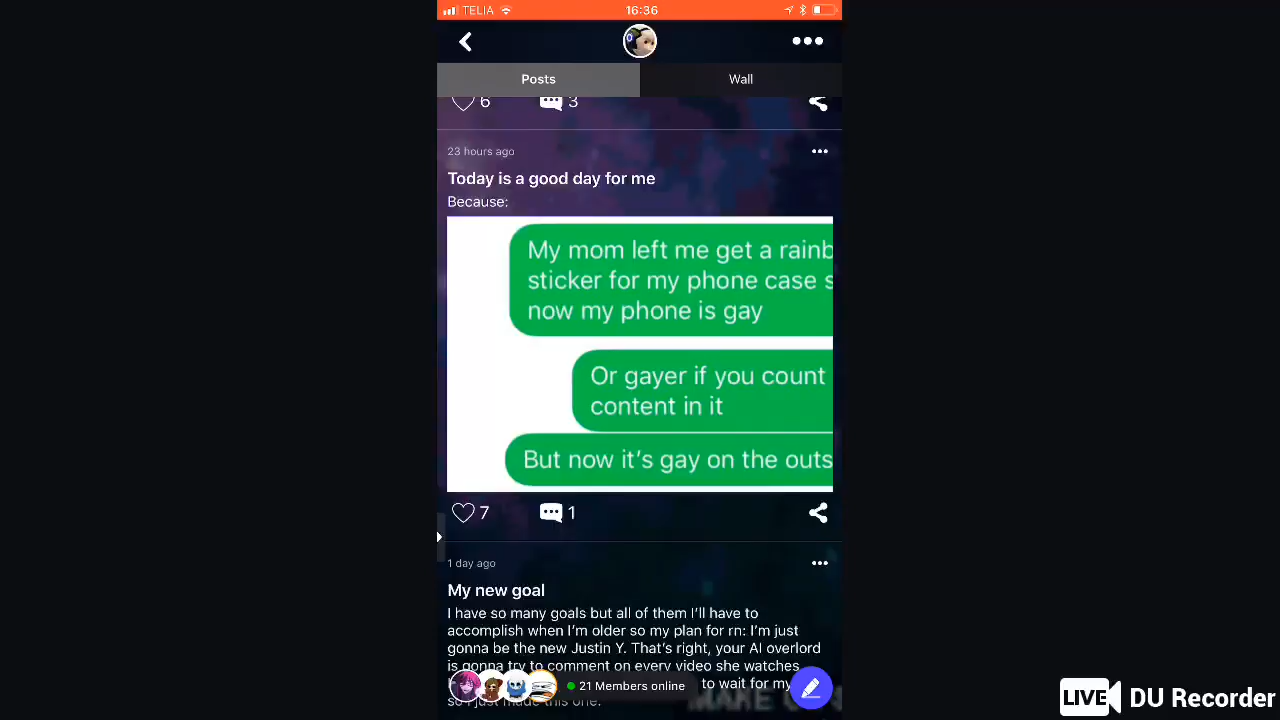 TELIA 16:36
Posts Wall
6 3
23 hours ago
Today is a good day for me
Because:
My mom left me get a rainb
sticker for my phone case s
now my phone is gay
Or gayer if you count
content in it
But now it's gay on the outs
7 1
1 day ago
My new goal
I have so many goals but all of them I'll have to
accomplish when I'm older so my plan for rn: I'm just
gonna be the new Justin Y. That's right, your AI overlord
is gonna try to comment on every video she watches
21 Members online to wait for my
so I just made this one.
LIVE DU Recorder